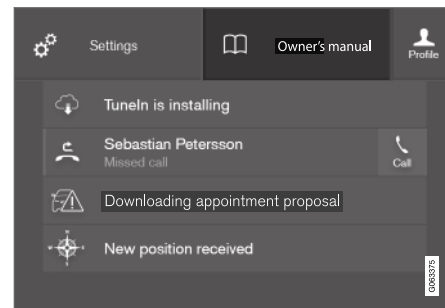 Settings
Owner's manual
Profile
TuneIn is installing
Sebastian Petersson
Missed call
Call
Downloading appointment proposal
New position received
G063375